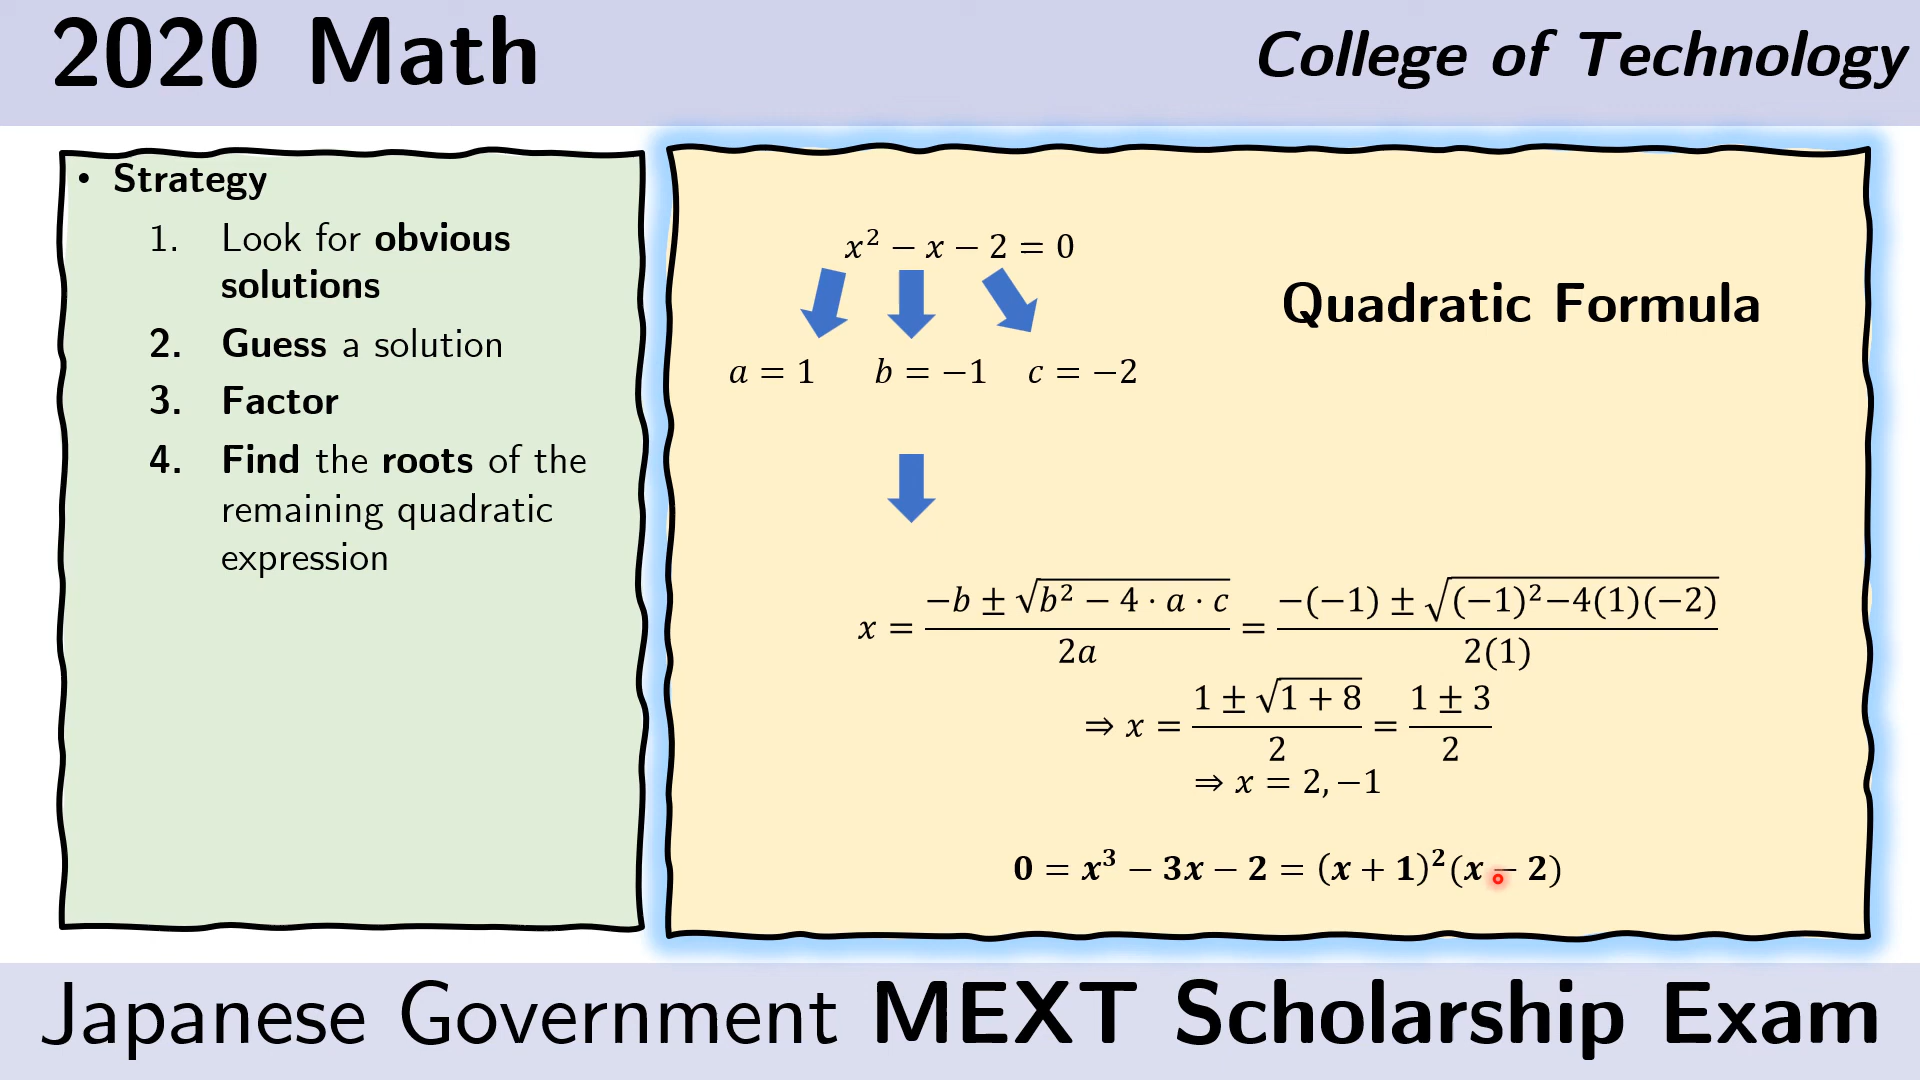 2020 Math
College of Technology
• Strategy
1. Look for obvious
solutions
2. Guess a solution
3. Factor
4. Find the roots of the
remaining quadratic
expression
x² − x − 2 = 0
Quadratic Formula
a = 1 b = −1 c = −2
x = (−b ± √(b² − 4 · a · c))/(2a) = (−(−1) ± √((−1)²−4(1)(−2)))/(2(1))
⇒ x = (1 ± √(1 + 8))/2 = (1 ± 3)/2
⇒ x = 2, −1
0 = x³ − 3x − 2 = (x + 1)²(x − 2)
Japanese Government MEXT Scholarship Exam